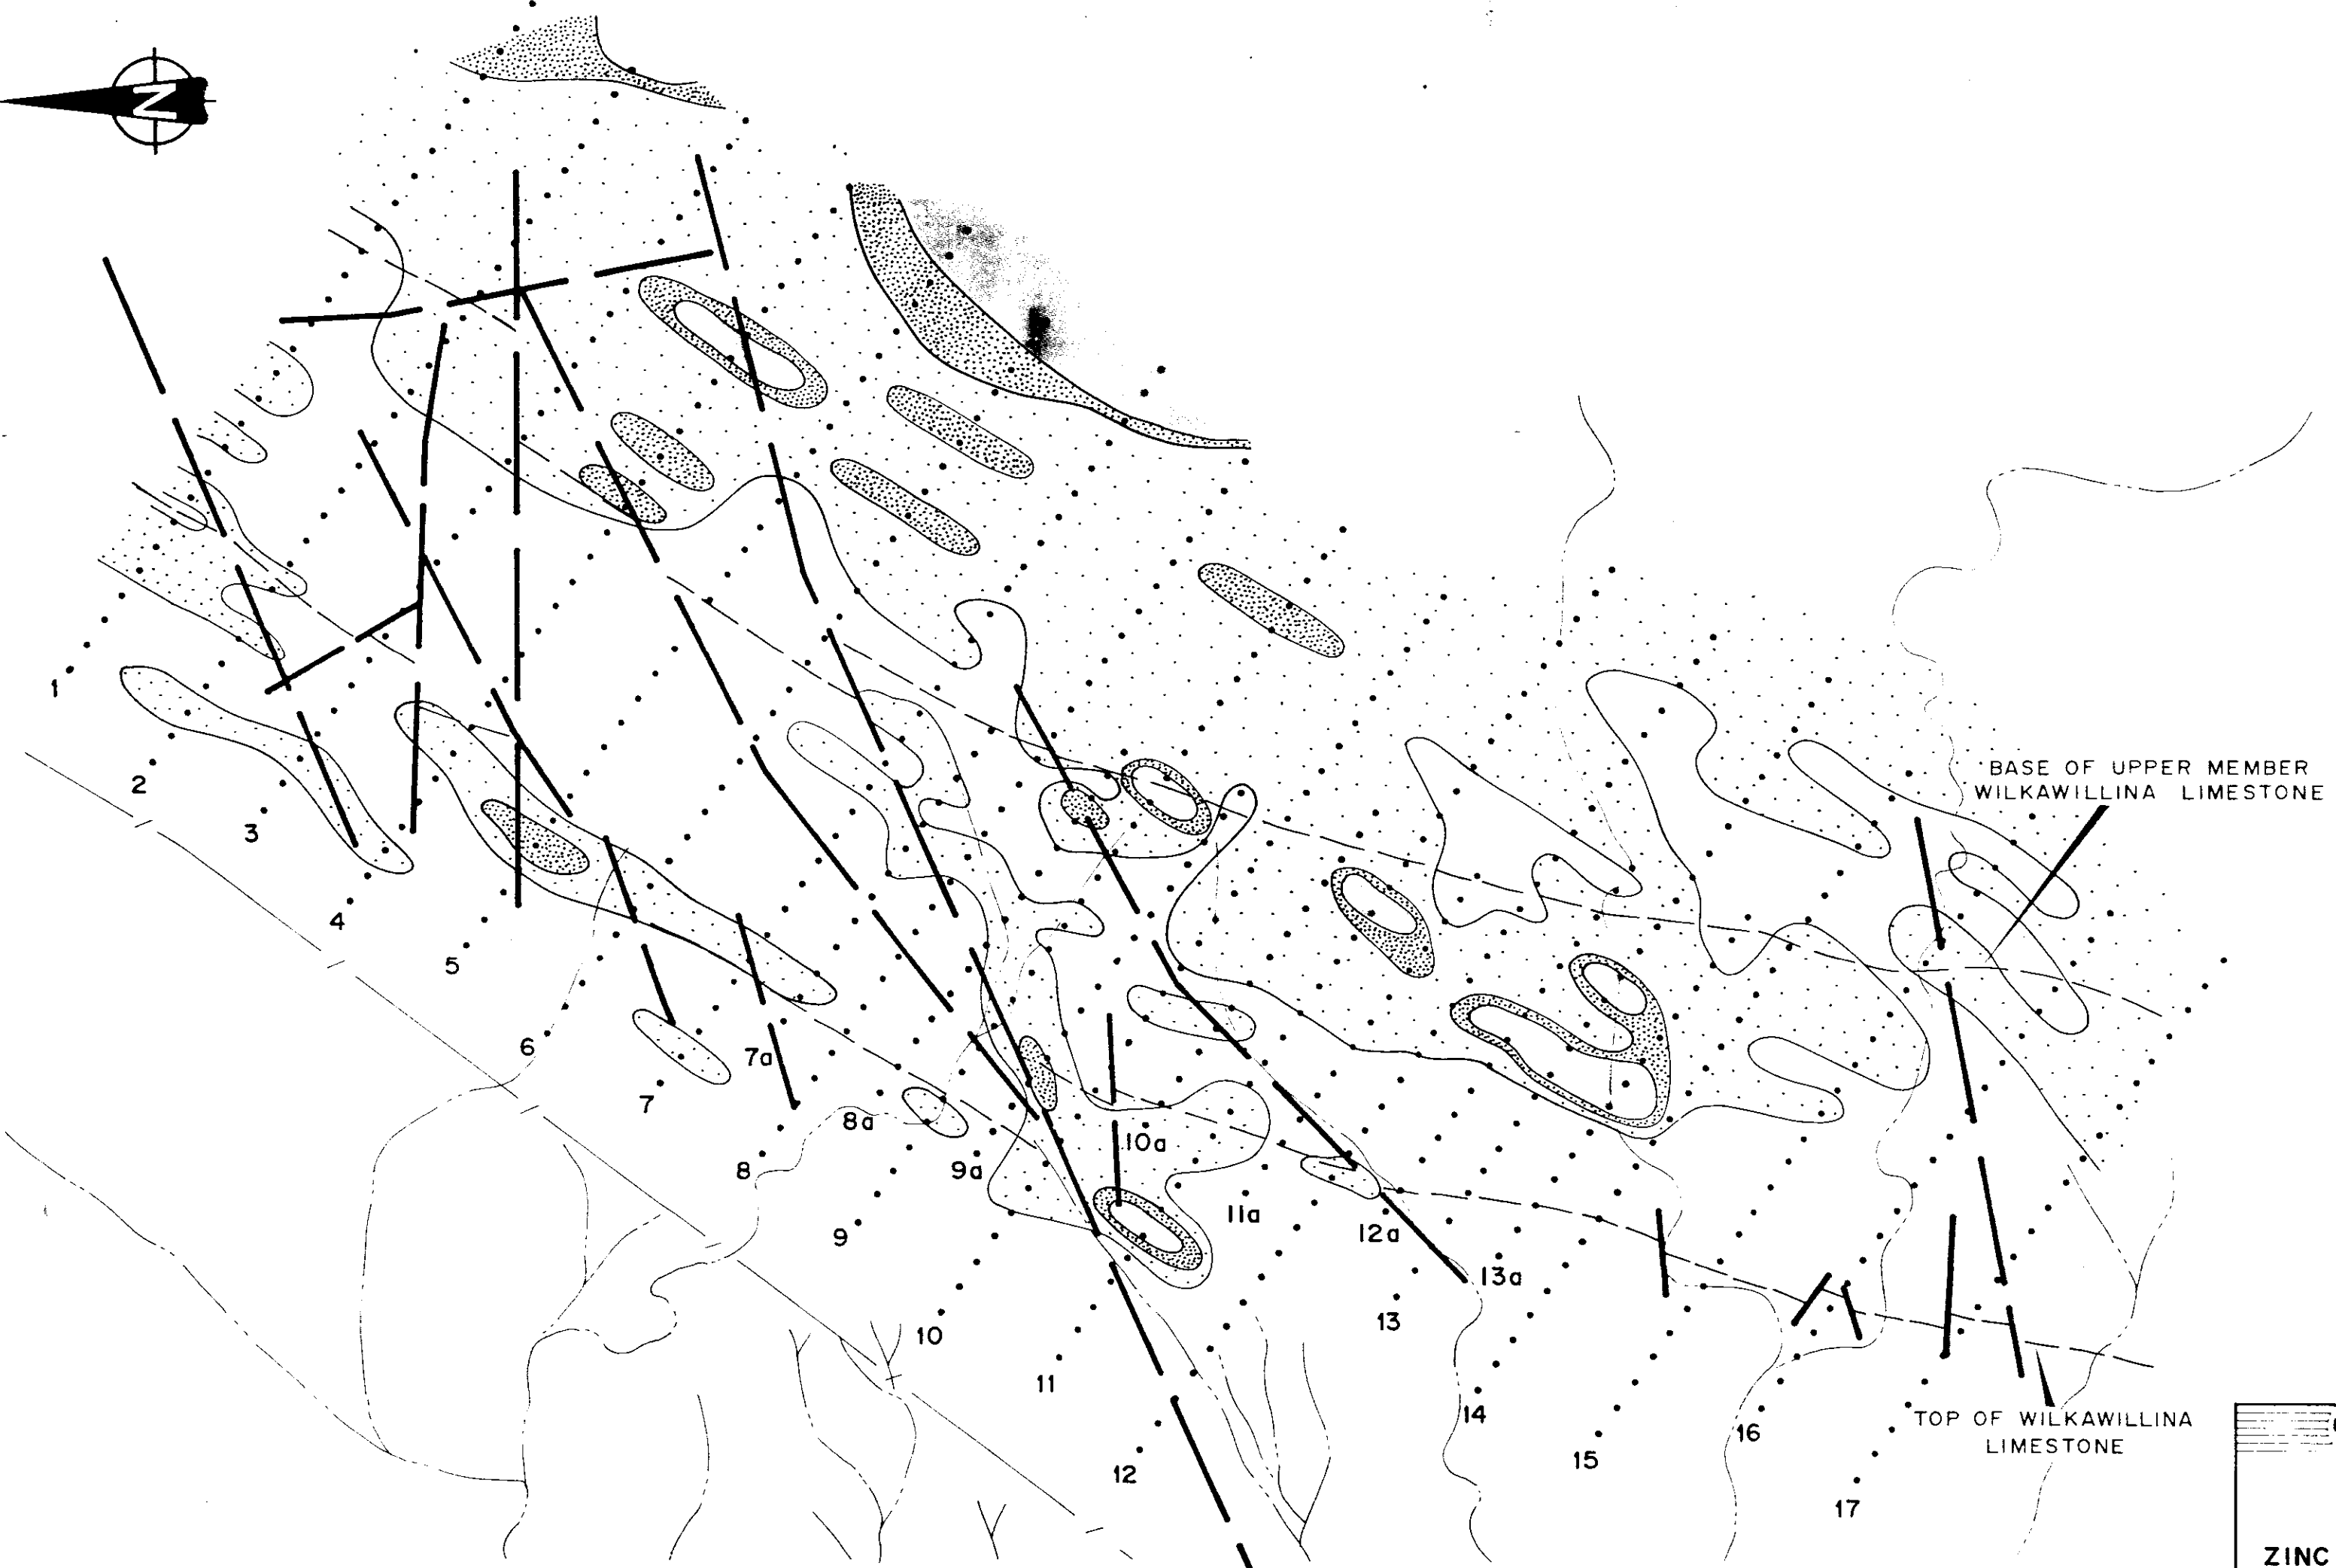 N
1
2
3
4
5
6
7
7a
8
8a
9
9a
10
10a
11
11a
12
12a
13
13a
14
15
16
17
BASE OF UPPER MEMBER
WILKAWILLINA LIMESTONE
TOP OF WILKAWILLINA
LIMESTONE
ZINC